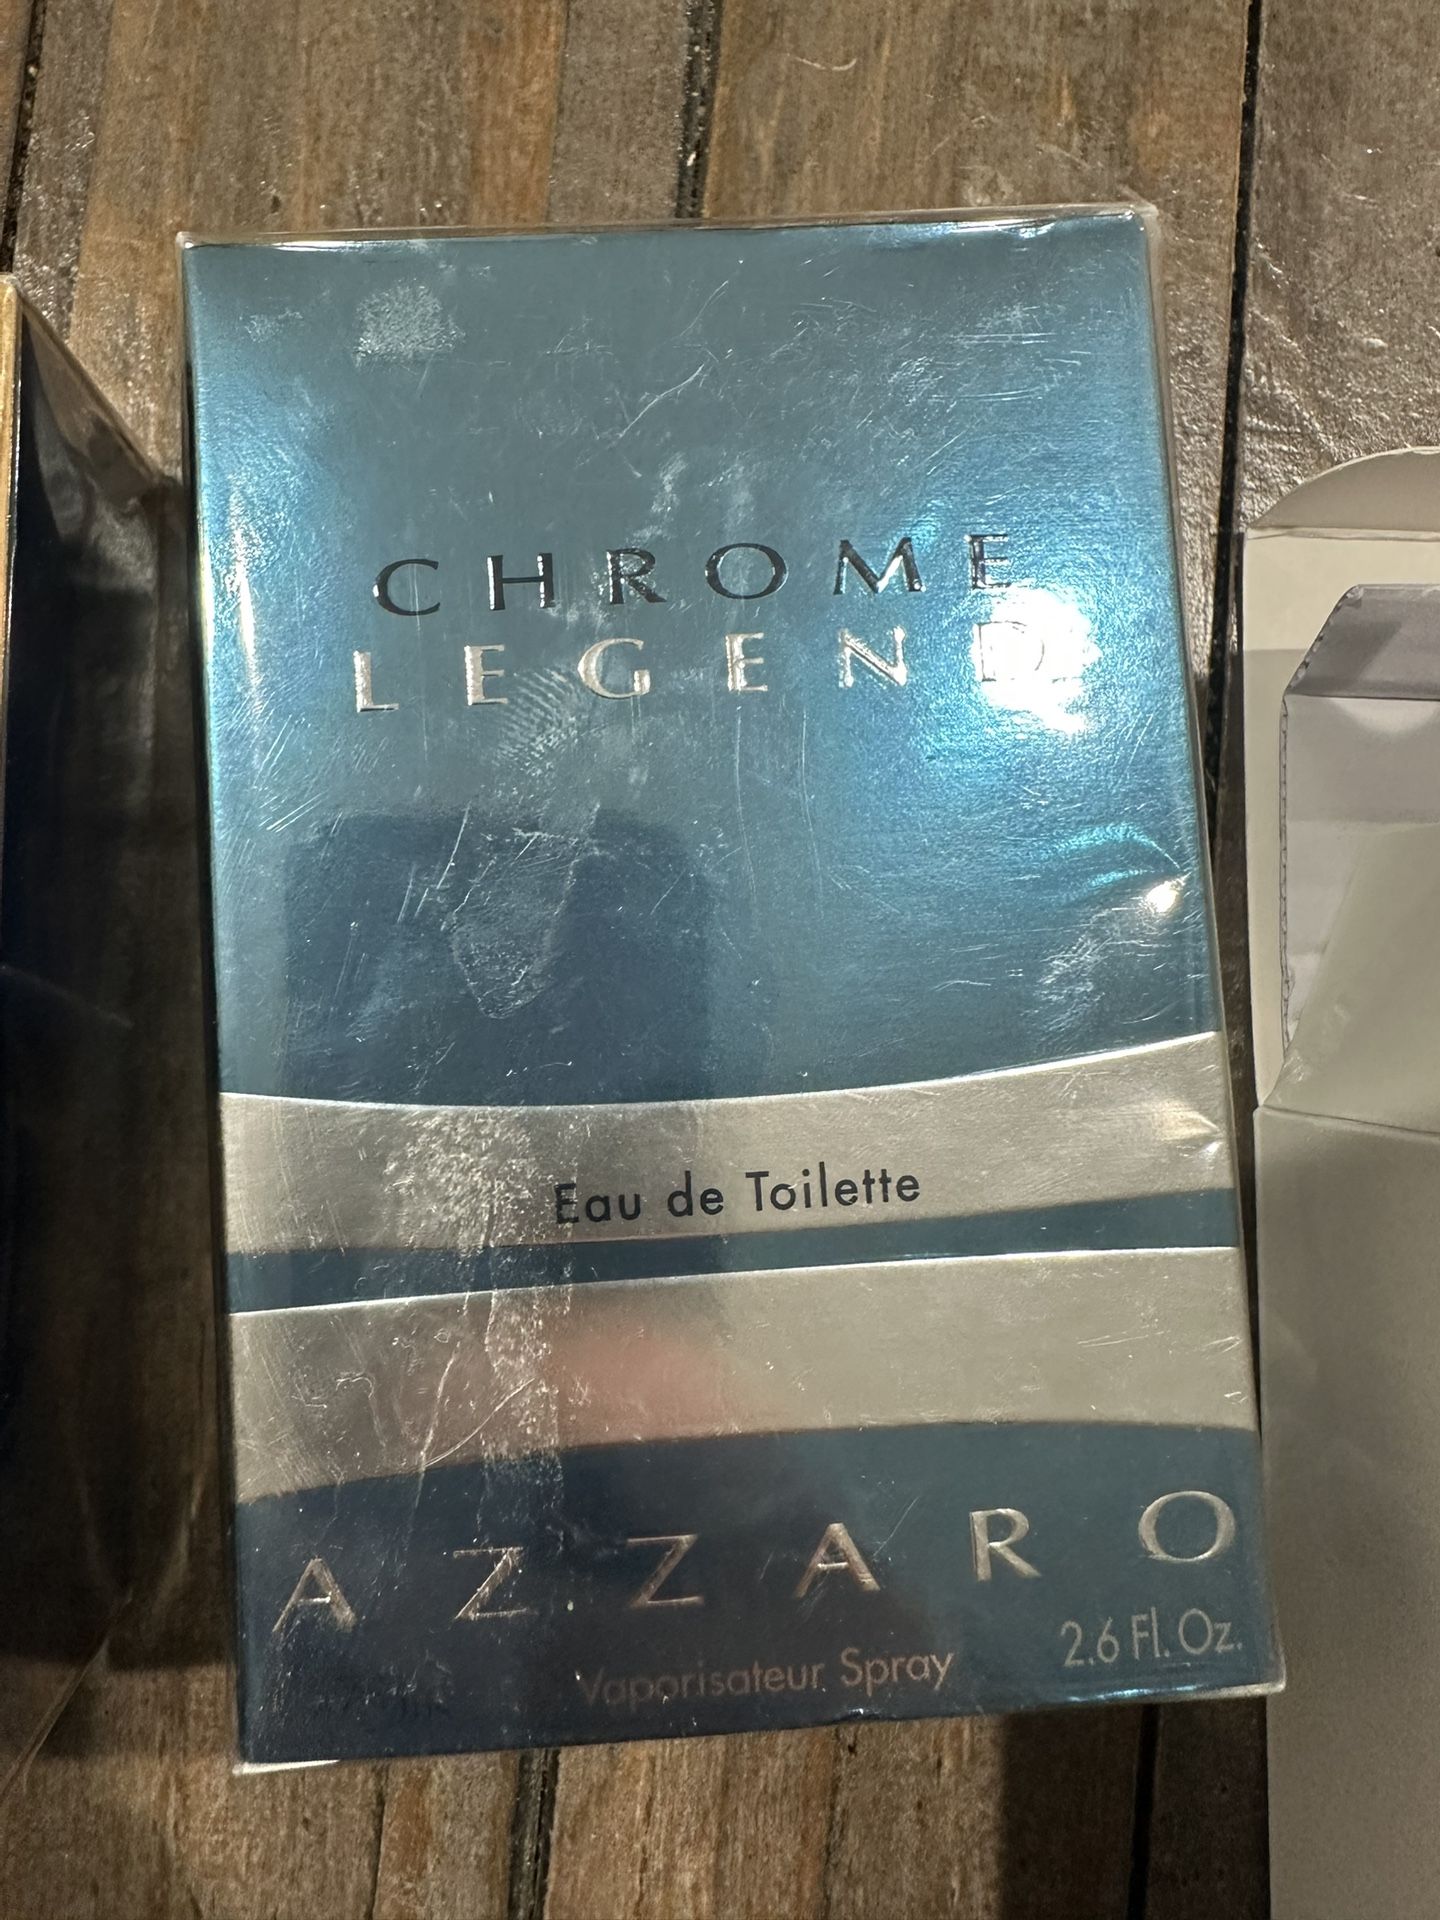 CHROME
LEGEND
Eau de Toilette
AZZARO
Vaporisateur Spray
2.6 Fl. Oz.